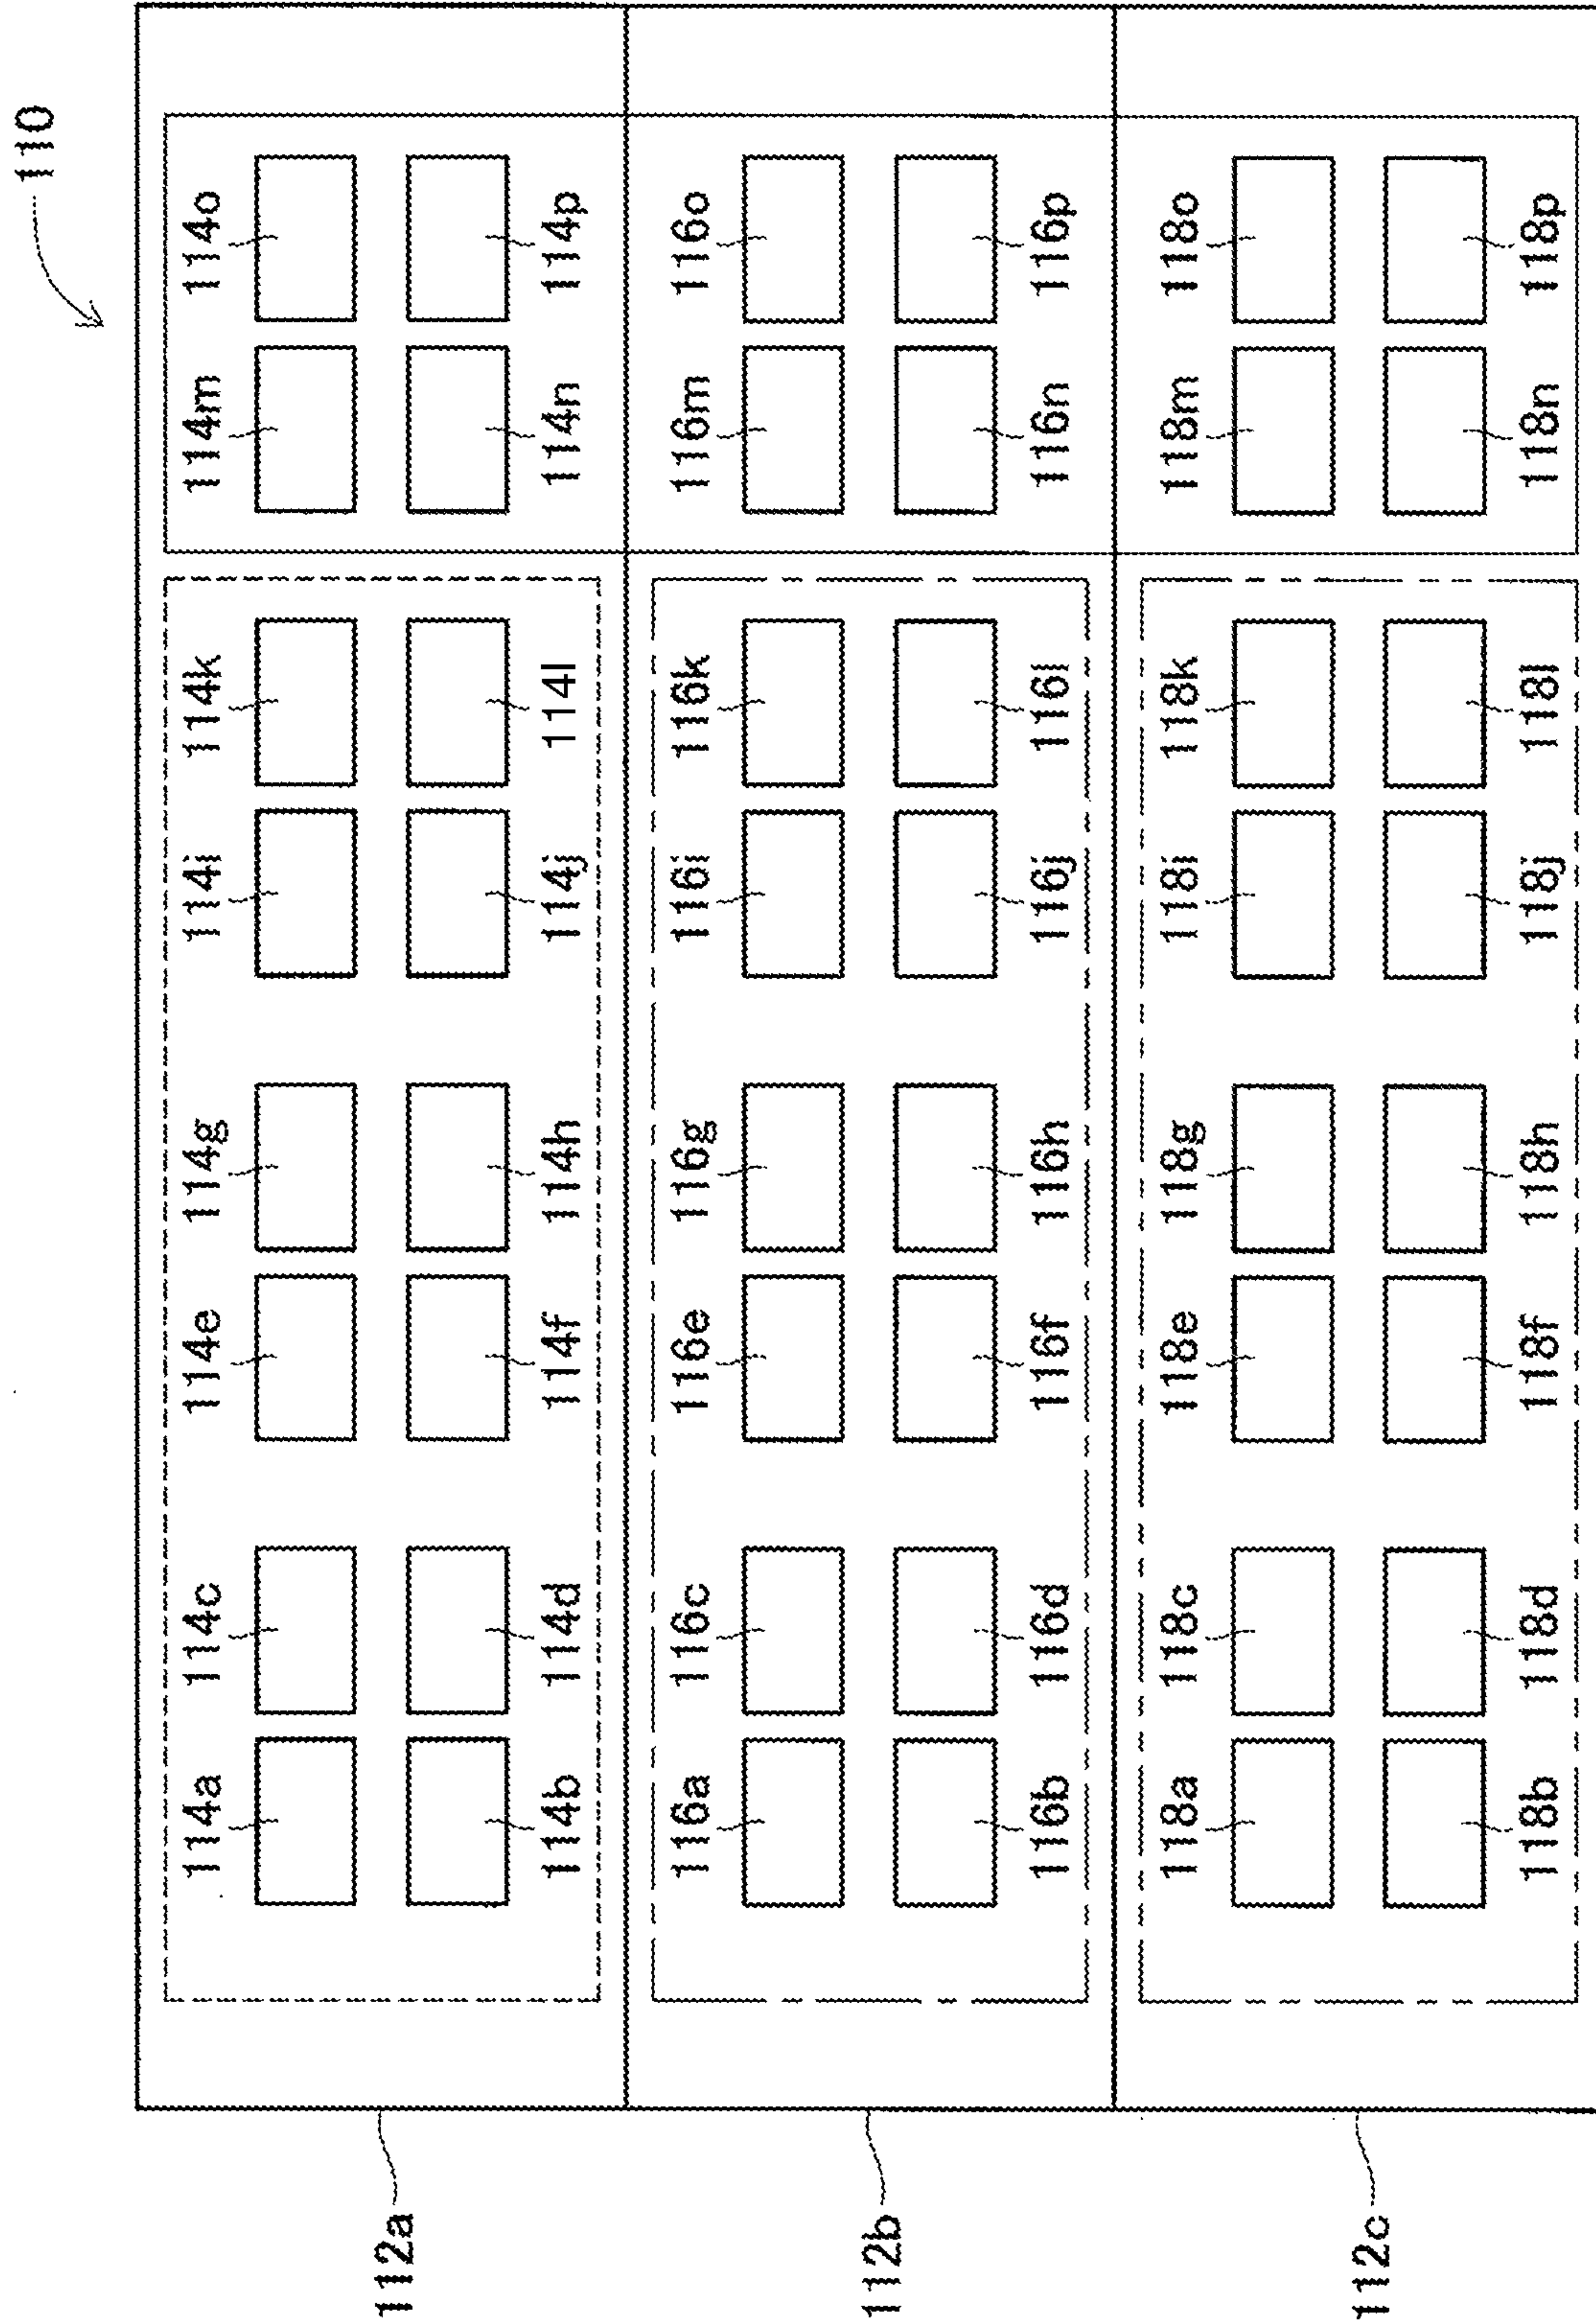 110
114a 114c 114e 114g 114i 114k 114m 114o
114b 114d 114f 114h 114j 114l 114n 114p
112a
116a 116c 116e 116g 116i 116k 116m 116o
116b 116d 116f 116h 116j 116l 116n 116p
112b
118a 118c 118e 118g 118i 118k 118m 118o
118b 118d 118f 118h 118j 118l 118n 118p
112c